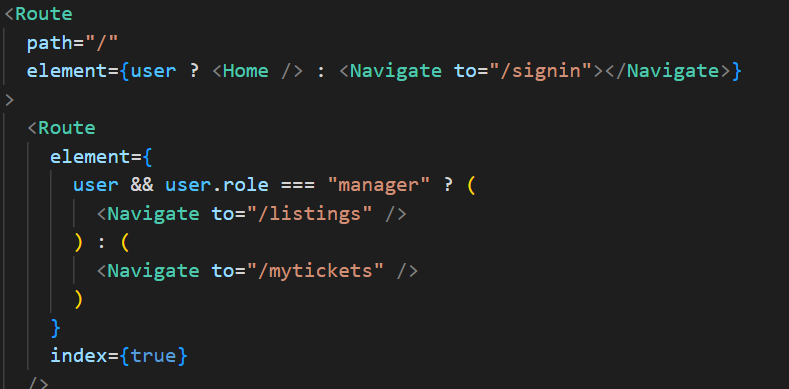 <Route
path="/"
element={user ? <Home /> : <Navigate to="/signin"></Navigate>}
>
<Route
element={
user && user.role === "manager" ? (
<Navigate to="/listings" />
) : (
<Navigate to="/mytickets" />
)
}
index={true}
/>